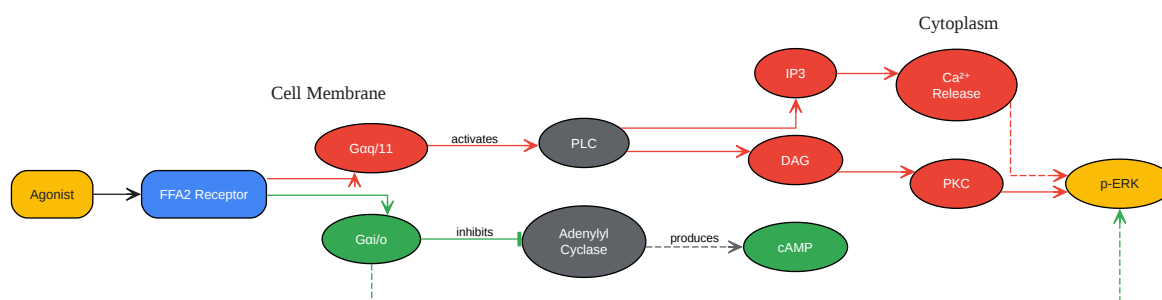 Cytoplasm
Cell Membrane
IP3
Ca²⁺
Release
Gαq/11
activates
PLC
DAG
Agonist
FFA2 Receptor
PKC
p-ERK
Gαi/o
inhibits
Adenylyl
Cyclase
produces
cAMP